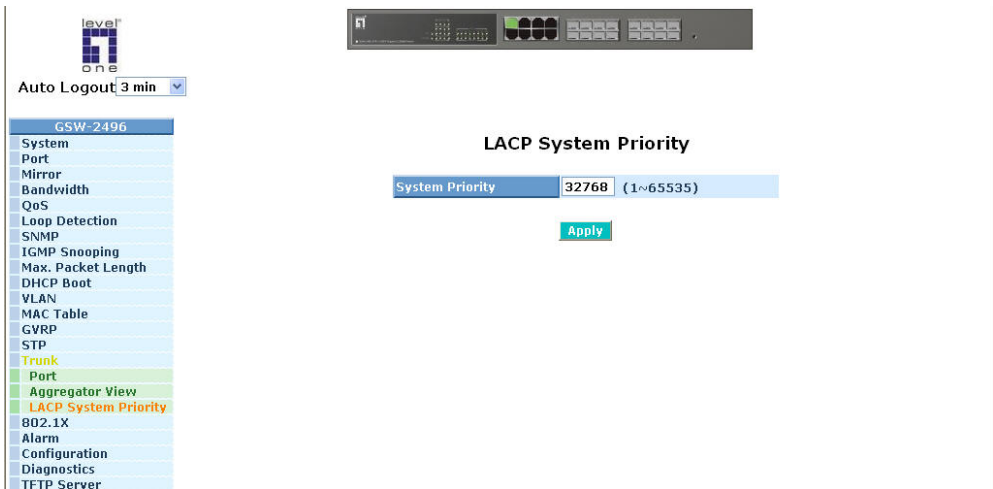 level
one
Auto Logout 3 min
GSW-2496
System
Port
Mirror
Bandwidth
QoS
Loop Detection
SNMP
IGMP Snooping
Max. Packet Length
DHCP Boot
VLAN
MAC Table
GVRP
STP
Trunk
Port
Aggregator View
LACP System Priority
802.1X
Alarm
Configuration
Diagnostics
TFTP Server
LACP System Priority
System Priority 32768 (1~65535)
Apply